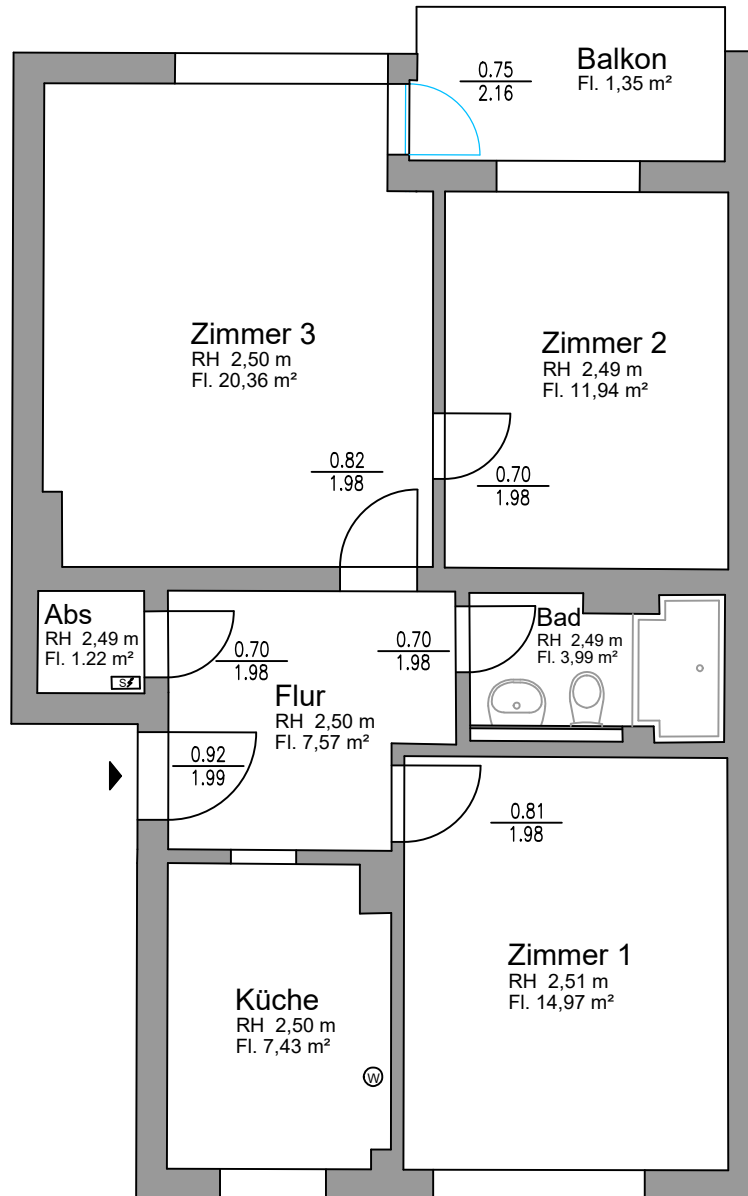 Balkon
Fl. 1,35 m²
0.75
2.16
Zimmer 3
RH 2,50 m
Fl. 20,36 m²
Zimmer 2
RH 2,49 m
Fl. 11,94 m²
0.82
1.98
0.70
1.98
Abs
RH 2,49 m
Fl. 1.22 m²
S
0.70
1.98
0.70
1.98
Bad
RH 2,49 m
Fl. 3,99 m²
Flur
RH 2,50 m
Fl. 7,57 m²
0.92
1.99
0.81
1.98
Zimmer 1
RH 2,51 m
Fl. 14,97 m²
Küche
RH 2,50 m
Fl. 7,43 m²
W